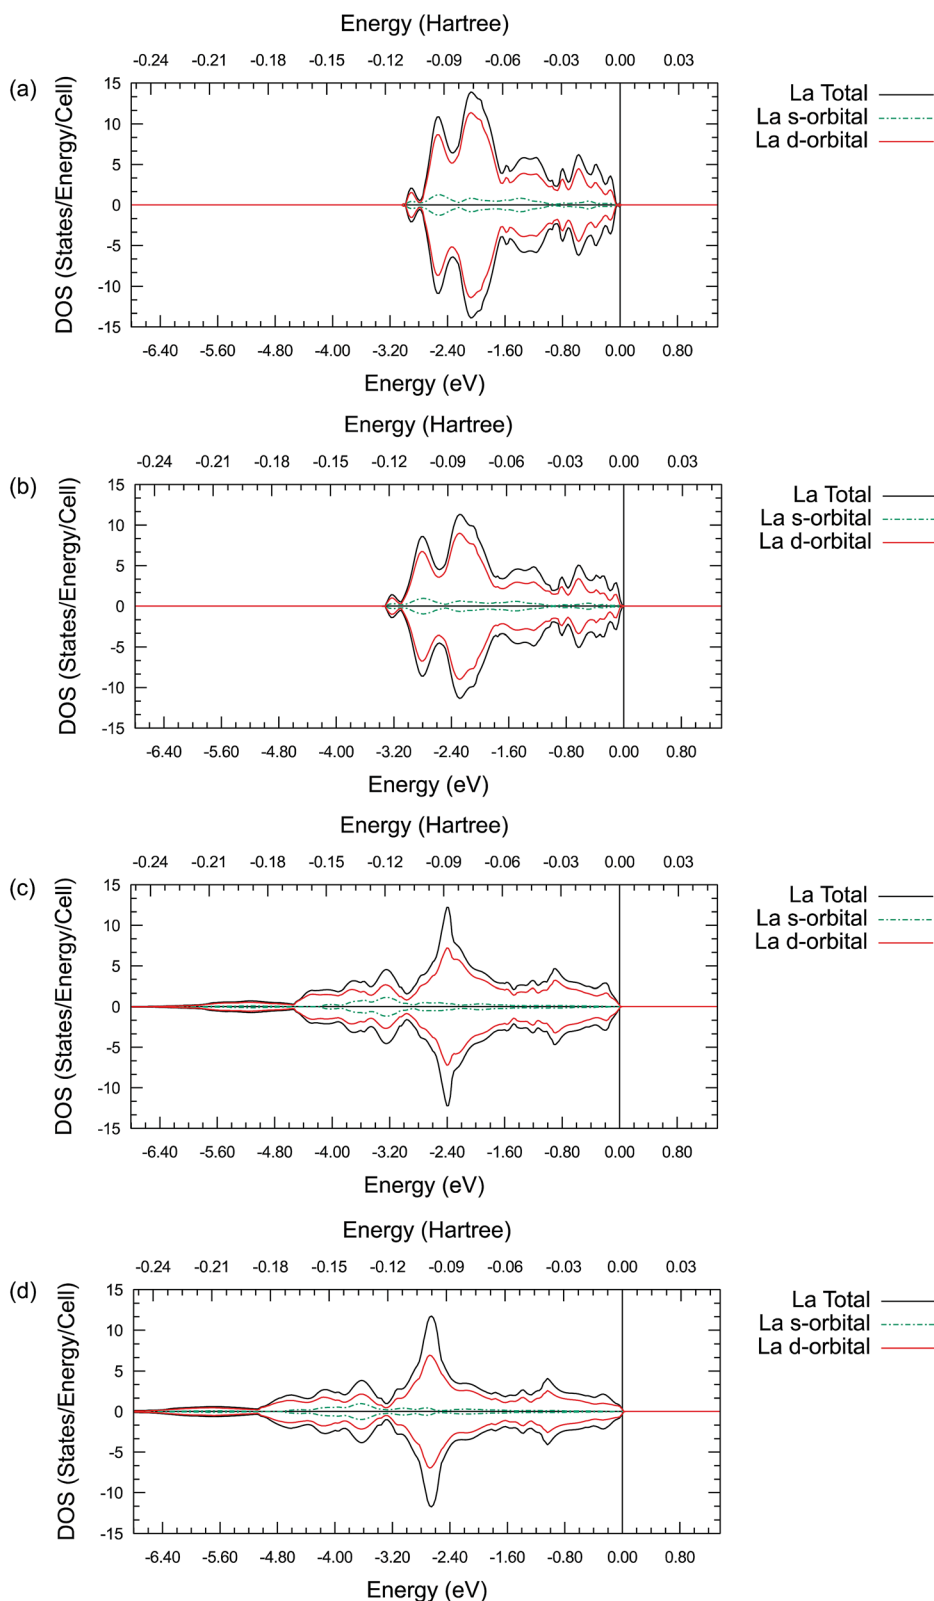 Energy (Hartree)
-0.24 -0.21 -0.18 -0.15 -0.12 -0.09 -0.06 -0.03 0.00 0.03
(a)
DOS (States/Energy/Cell)
15
10
5
0
-5
-10
-15
La Total
La s-orbital
La d-orbital
-6.40 -5.60 -4.80 -4.00 -3.20 -2.40 -1.60 -0.80 0.00 0.80
Energy (eV)
Energy (Hartree)
-0.24 -0.21 -0.18 -0.15 -0.12 -0.09 -0.06 -0.03 0.00 0.03
(b)
DOS (States/Energy/Cell)
15
10
5
0
-5
-10
-15
La Total
La s-orbital
La d-orbital
-6.40 -5.60 -4.80 -4.00 -3.20 -2.40 -1.60 -0.80 0.00 0.80
Energy (eV)
Energy (Hartree)
-0.24 -0.21 -0.18 -0.15 -0.12 -0.09 -0.06 -0.03 0.00 0.03
(c)
DOS (States/Energy/Cell)
15
10
5
0
-5
-10
-15
La Total
La s-orbital
La d-orbital
-6.40 -5.60 -4.80 -4.00 -3.20 -2.40 -1.60 -0.80 0.00 0.80
Energy (eV)
Energy (Hartree)
-0.24 -0.21 -0.18 -0.15 -0.12 -0.09 -0.06 -0.03 0.00 0.03
(d)
DOS (States/Energy/Cell)
15
10
5
0
-5
-10
-15
La Total
La s-orbital
La d-orbital
-6.40 -5.60 -4.80 -4.00 -3.20 -2.40 -1.60 -0.80 0.00 0.80
Energy (eV)